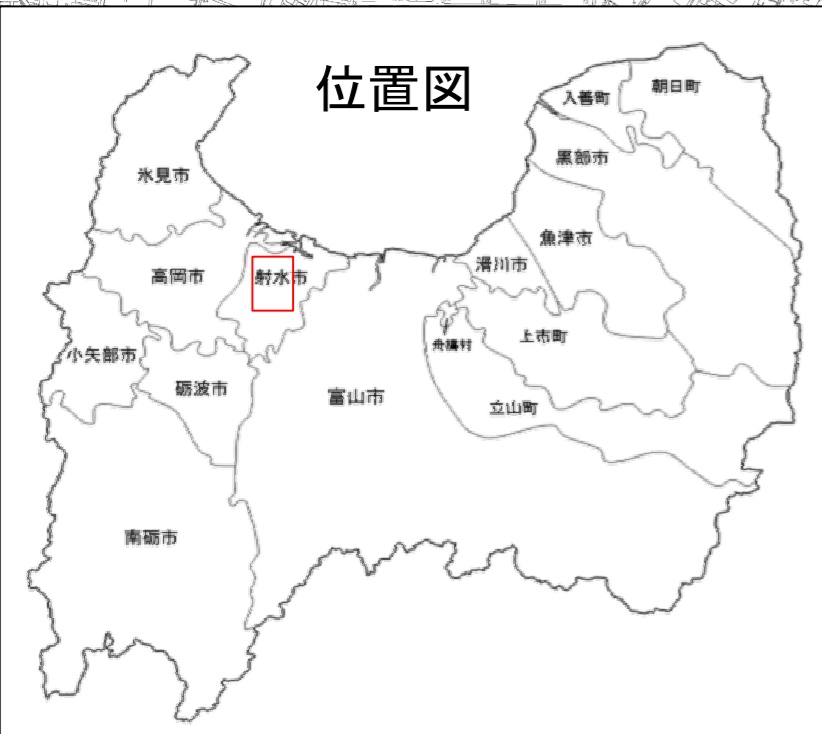 位置図
入善町
朝日町
黒部市
氷見市
魚津市
滑川市
高岡市
射水市
上市町
舟橋村
小矢部市
砺波市
富山市
立山町
南砺市